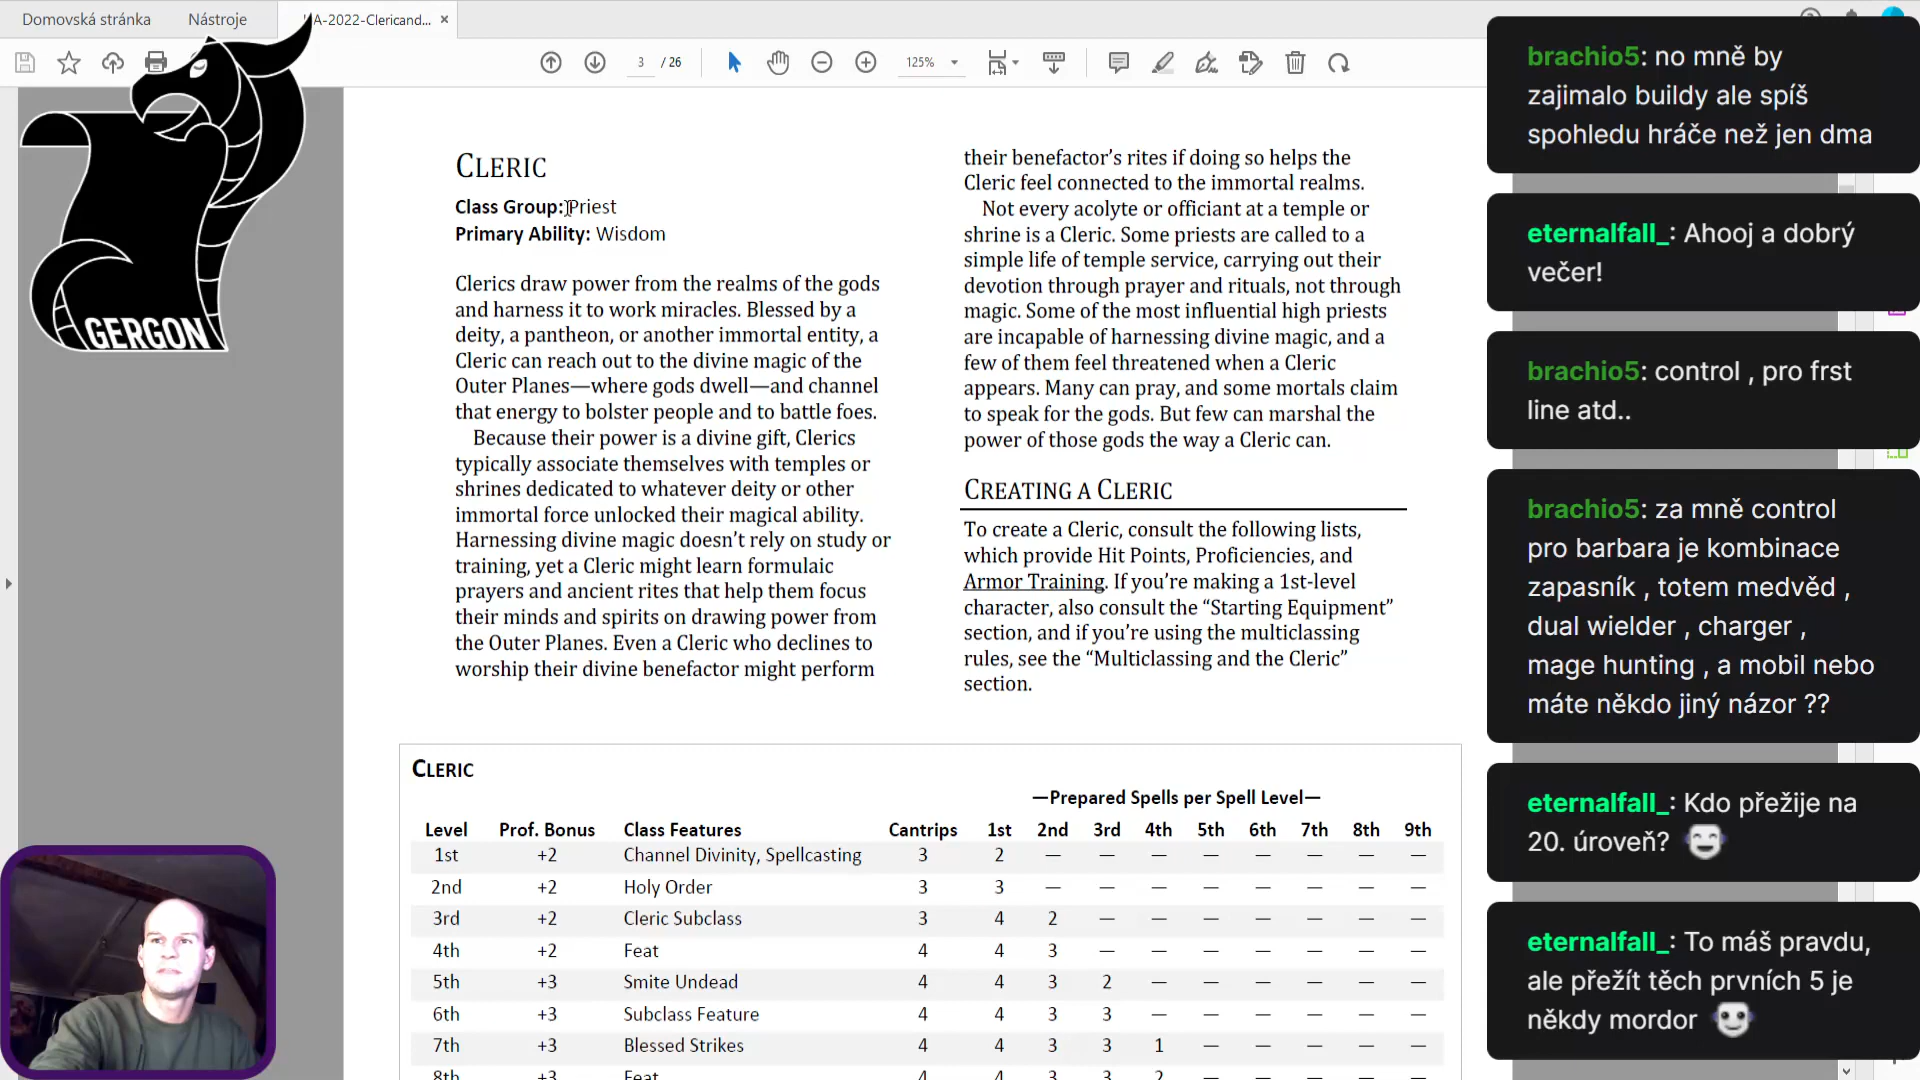 Domovská stránka
Nástroje
A-2022-Clericand...
3
/ 26
125%
GERGON
CLERIC
Class Group: Priest
Primary Ability: Wisdom
Clerics draw power from the realms of the gods
and harness it to work miracles. Blessed by a
deity, a pantheon, or another immortal entity, a
Cleric can reach out to the divine magic of the
Outer Planes—where gods dwell—and channel
that energy to bolster people and to battle foes.
Because their power is a divine gift, Clerics
typically associate themselves with temples or
shrines dedicated to whatever deity or other
immortal force unlocked their magical ability.
Harnessing divine magic doesn't rely on study or
training, yet a Cleric might learn formulaic
prayers and ancient rites that help them focus
their minds and spirits on drawing power from
the Outer Planes. Even a Cleric who declines to
worship their divine benefactor might perform
their benefactor's rites if doing so helps the
Cleric feel connected to the immortal realms.
Not every acolyte or officiant at a temple or
shrine is a Cleric. Some priests are called to a
simple life of temple service, carrying out their
devotion through prayer and rituals, not through
magic. Some of the most influential high priests
are incapable of harnessing divine magic, and a
few of them feel threatened when a Cleric
appears. Many can pray, and some mortals claim
to speak for the gods. But few can marshal the
power of those gods the way a Cleric can.
CREATING A CLERIC
To create a Cleric, consult the following lists,
which provide Hit Points, Proficiencies, and
Armor Training. If you're making a 1st-level
character, also consult the “Starting Equipment”
section, and if you're using the multiclassing
rules, see the “Multiclassing and the Cleric”
section.
CLERIC
—Prepared Spells per Spell Level—
Level Prof. Bonus Class Features Cantrips 1st 2nd 3rd 4th 5th 6th 7th 8th 9th
1st +2 Channel Divinity, Spellcasting 3 2 — — — — — — — —
2nd +2 Holy Order 3 3 — — — — — — — —
3rd +2 Cleric Subclass 3 4 2 — — — — — — —
4th +2 Feat 4 4 3 — — — — — — —
5th +3 Smite Undead 4 4 3 2 — — — — — —
6th +3 Subclass Feature 4 4 3 3 — — — — — —
7th +3 Blessed Strikes 4 4 3 3 1 — — — — —
8th +3 Feat 4 4 3 3 2 — — — — —
brachio5: no mně by
zajimalo buildy ale spíš
spohledu hráče než jen dma
eternalfall_: Ahooj a dobrý
večer!
brachio5: control , pro frst
line atd..
brachio5: za mně control
pro barbara je kombinace
zapasník , totem medvěd ,
dual wielder , charger ,
mage hunting , a mobil nebo
máte někdo jiný názor ??
eternalfall_: Kdo přežije na
20. úroveň?
eternalfall_: To máš pravdu,
ale přežít těch prvních 5 je
někdy mordor